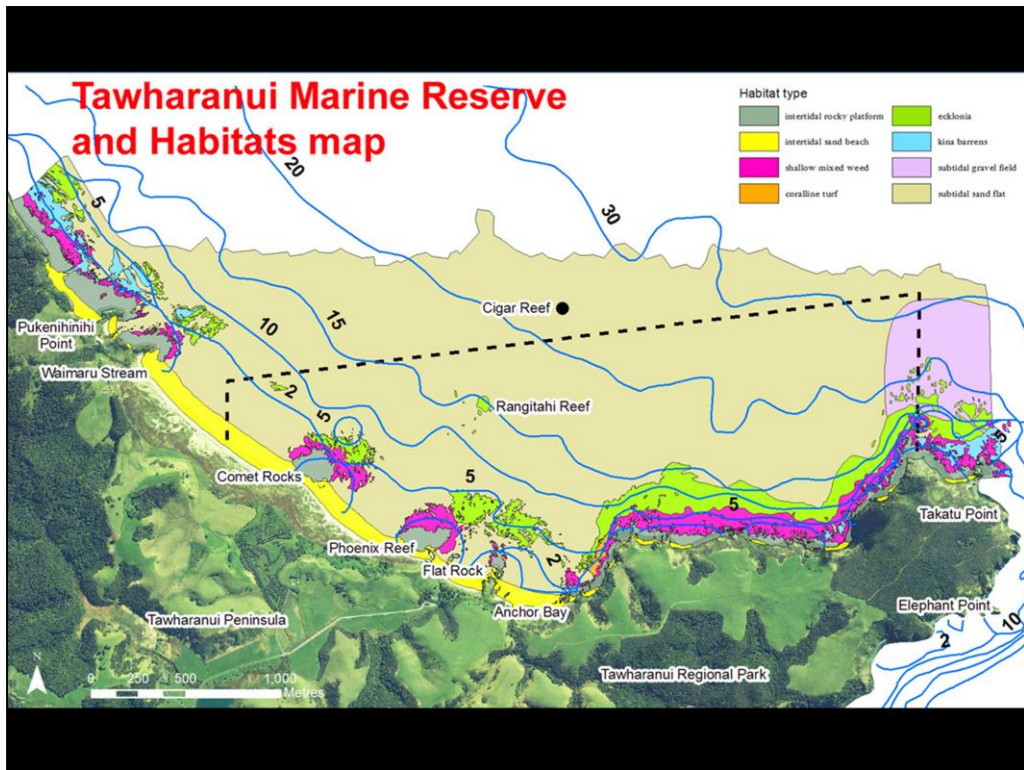 Tawharanui Marine Reserve
and Habitats map
Habitat type
intertidal rocky platform
intertidal sand beach
shallow mixed weed
coralline turf
ecklonia
kina barrens
subtidal gravel field
subtidal sand flat
20
30
5
10
15
Cigar Reef
Pukenihinihi
Point
Waimaru Stream
2
5
Rangitahi Reef
Comet Rocks
5
5
5
Takatu Point
Phoenix Reef
Flat Rock
2
Anchor Bay
Elephant Point
10
2
Tawharanui Peninsula
Tawharanui Regional Park
N
0 250 500 1,000
Metres